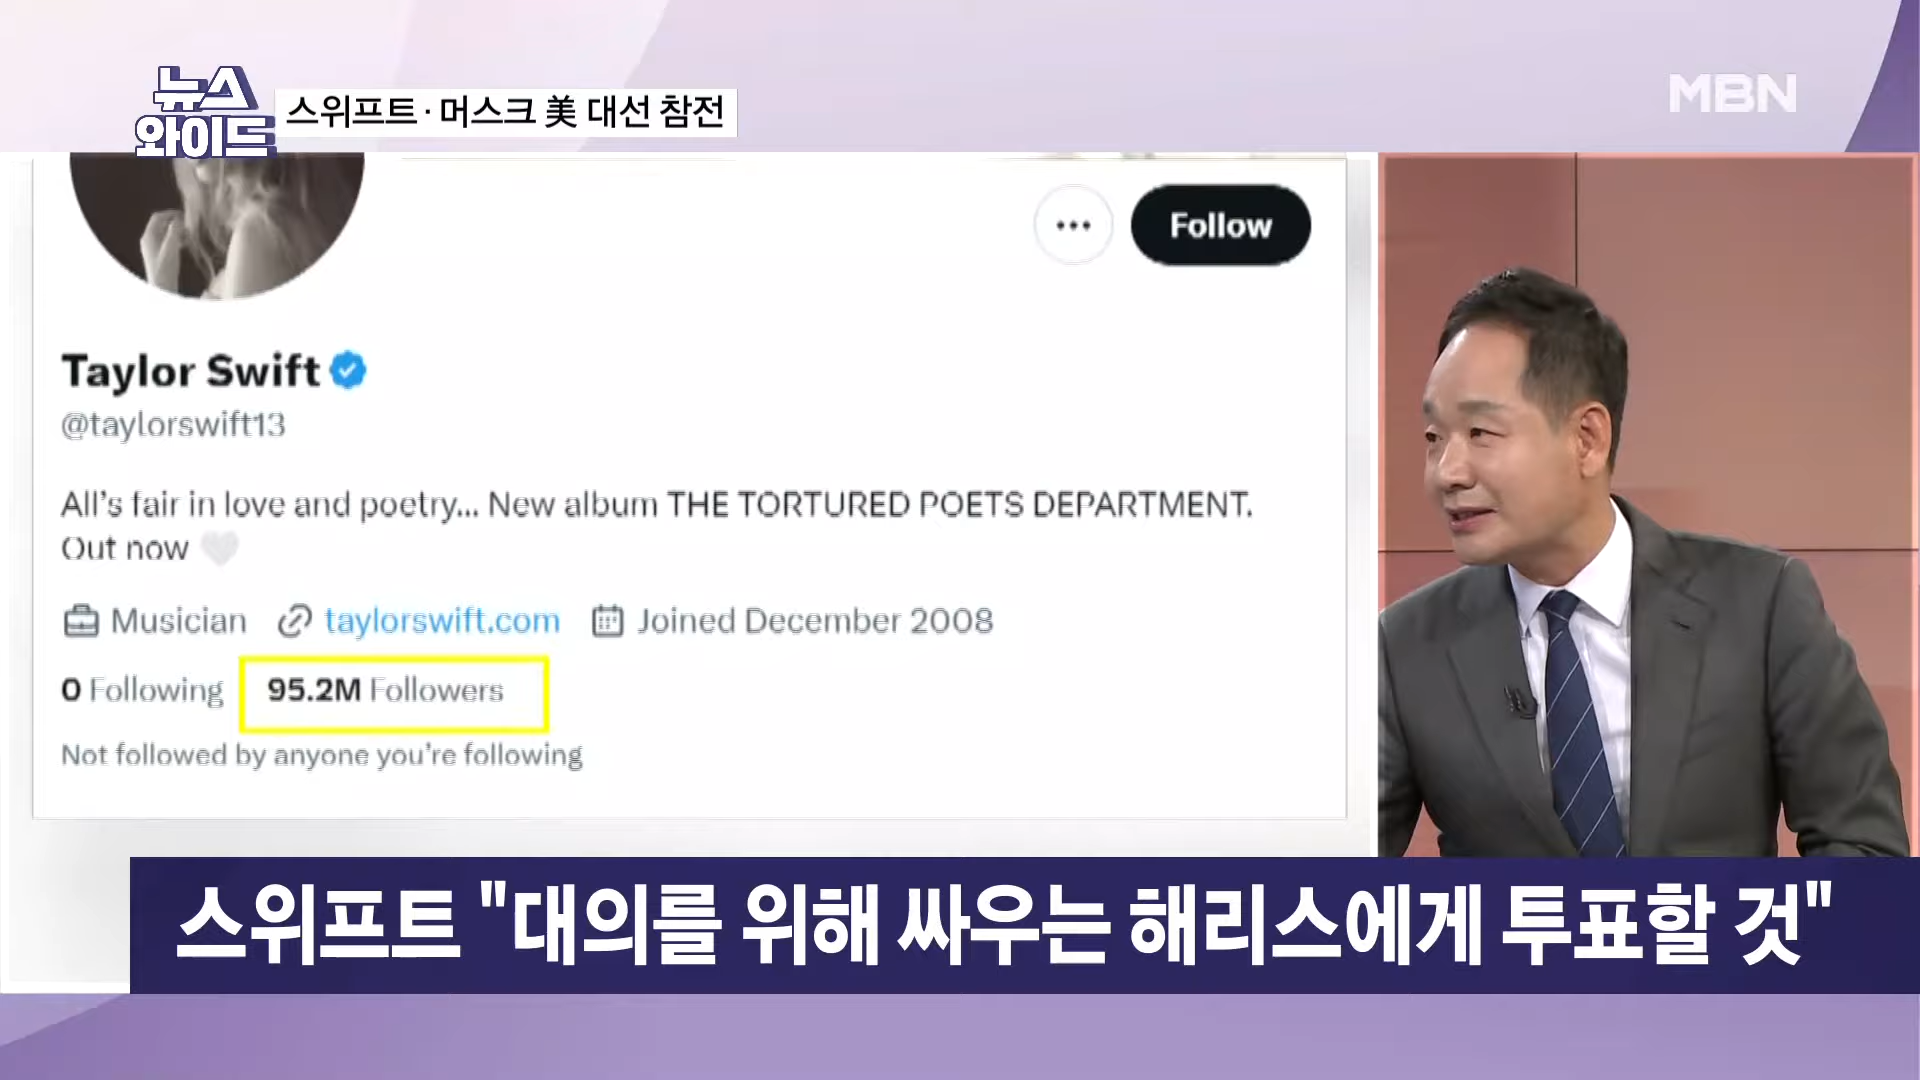 뉴스
와이드
스위프트·머스크 美 대선 참전
MBN
Follow
Taylor Swift
@taylorswift13
All's fair in love and poetry... New album THE TORTURED POETS DEPARTMENT.
Out now 🤍
Musician taylorswift.com Joined December 2008
0 Following 95.2M Followers
Not followed by anyone you're following
스위프트 "대의를 위해 싸우는 해리스에게 투표할 것"